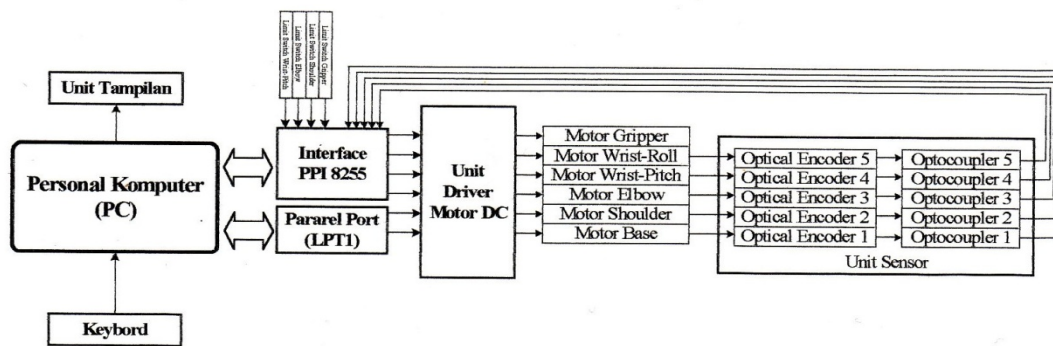 Limit Switch Wrist-Pitch
Limit Switch Elbow
Limit Switch Shoulder
Limit Switch Gripper
Unit Tampilan
Personal Komputer
(PC)
Keybord
Interface
PPI 8255
Pararel Port
(LPT1)
Unit
Driver
Motor DC
Motor Gripper
Motor Wrist-Roll
Motor Wrist-Pitch
Motor Elbow
Motor Shoulder
Motor Base
Optical Encoder 5
Optocoupler 5
Optical Encoder 4
Optocoupler 4
Optical Encoder 3
Optocoupler 3
Optical Encoder 2
Optocoupler 2
Optical Encoder 1
Optocoupler 1
Unit Sensor